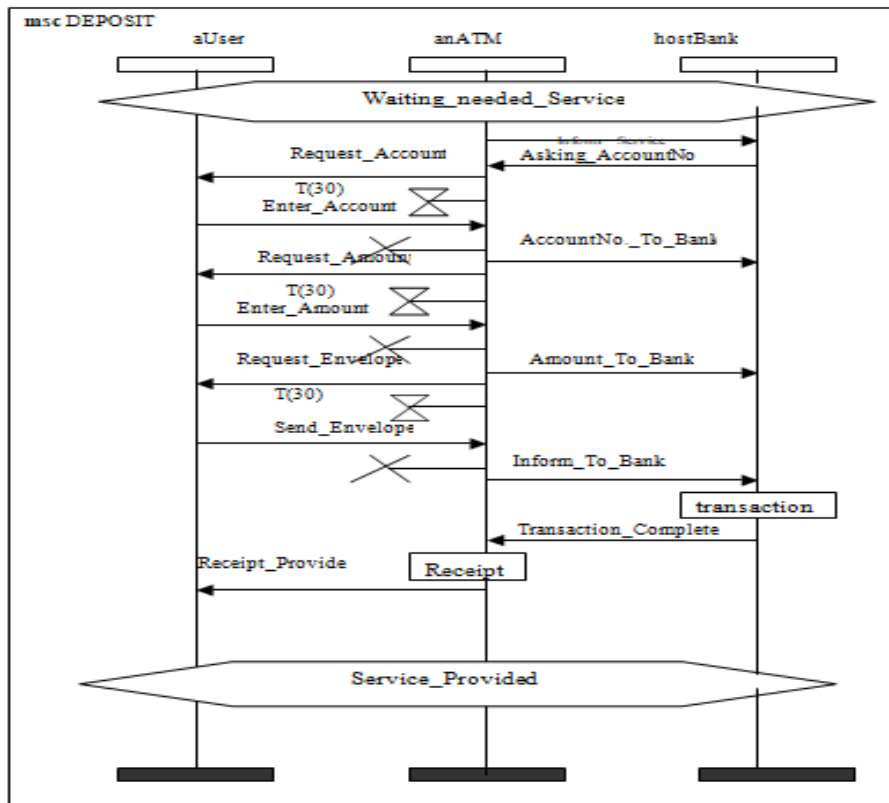 msc DEPOSIT
aUser
anATM
hostBank
Waiting_needed_Service
Request_Account
Asking_AccountNo
T(30)
Enter_Account
AccountNo._To_Bank
Request_Amoun
T(30)
Enter_Amount
Request_Envelope
Amount_To_Bank
T(30)
Send_Envelope
Inform_To_Bank
transaction
Transaction_Complete
Receipt_Provide
Receipt
Service_Provided